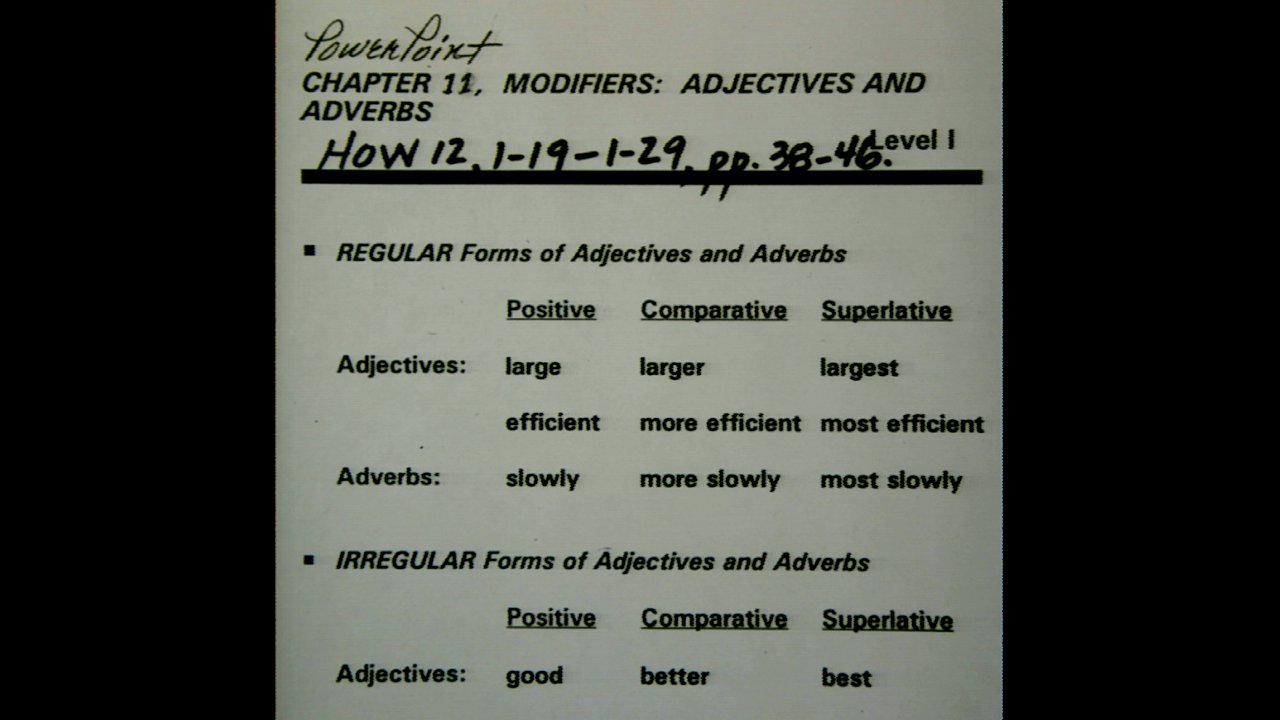 PowerPoint
CHAPTER 11, MODIFIERS: ADJECTIVES AND
ADVERBS
Level I
HOW 12, 1-19-1-29, pp. 38-46.
■ REGULAR Forms of Adjectives and Adverbs
Positive Comparative Superlative
Adjectives: large larger largest
efficient more efficient most efficient
Adverbs: slowly more slowly most slowly
■ IRREGULAR Forms of Adjectives and Adverbs
Positive Comparative Superlative
Adjectives: good better best